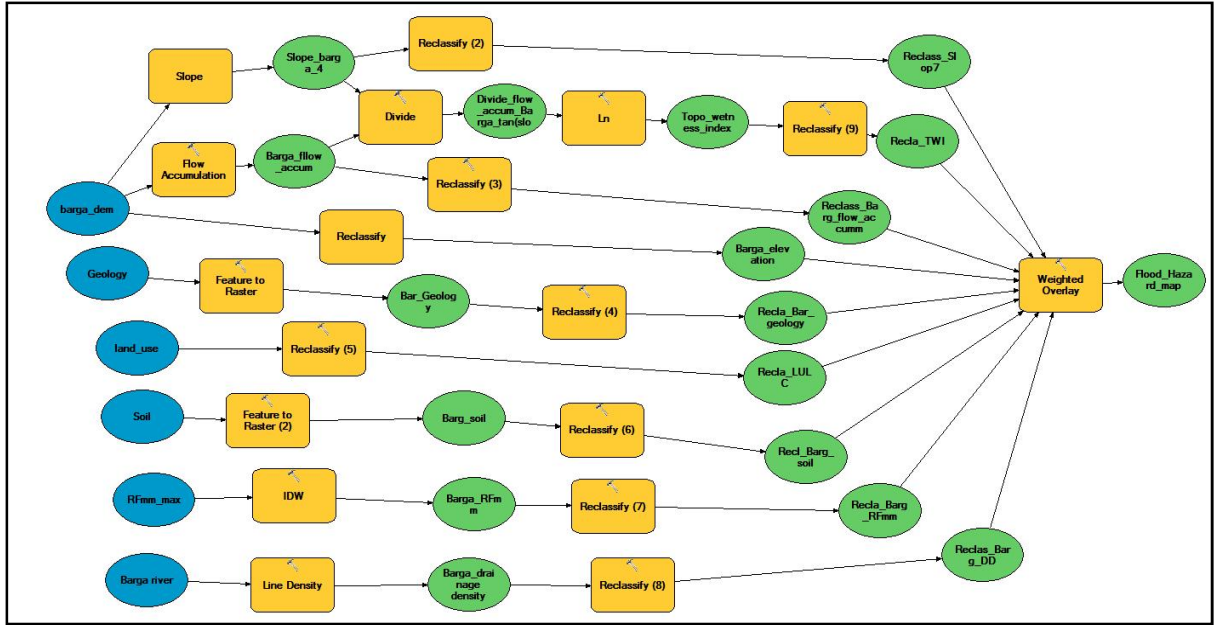 Slope
Slope_barg
a_4
Reclassify (2)
Reclass_Sl
op7
Divide
Divide_flow
_accum_Ba
rga_tan(slo
Ln
Topo_wetn
ess_index
Reclassify (9)
Recla_TWI
Flow
Accumulation
Barga_fllow
_accum
Reclassify (3)
Reclass_Ba
rg_flow_ac
cumm
barga_dem
Reclassify
Barga_elev
ation
Weighted
Overlay
Flood_Haza
rd_map
Geology
Feature to
Raster
Bar_Geolog
y
Reclassify (4)
Recla_Bar_
geology
land_use
Reclassify (5)
Recla_LUL
C
Soil
Feature to
Raster (2)
Barg_soil
Reclassify (6)
Recl_Barg_
soil
RFmm_max
IDW
Barga_RFm
m
Reclassify (7)
Recla_Barg
_RFmm
Barga river
Line Density
Barga_drai
nage
density
Reclassify (8)
Reclas_Bar
g_DD